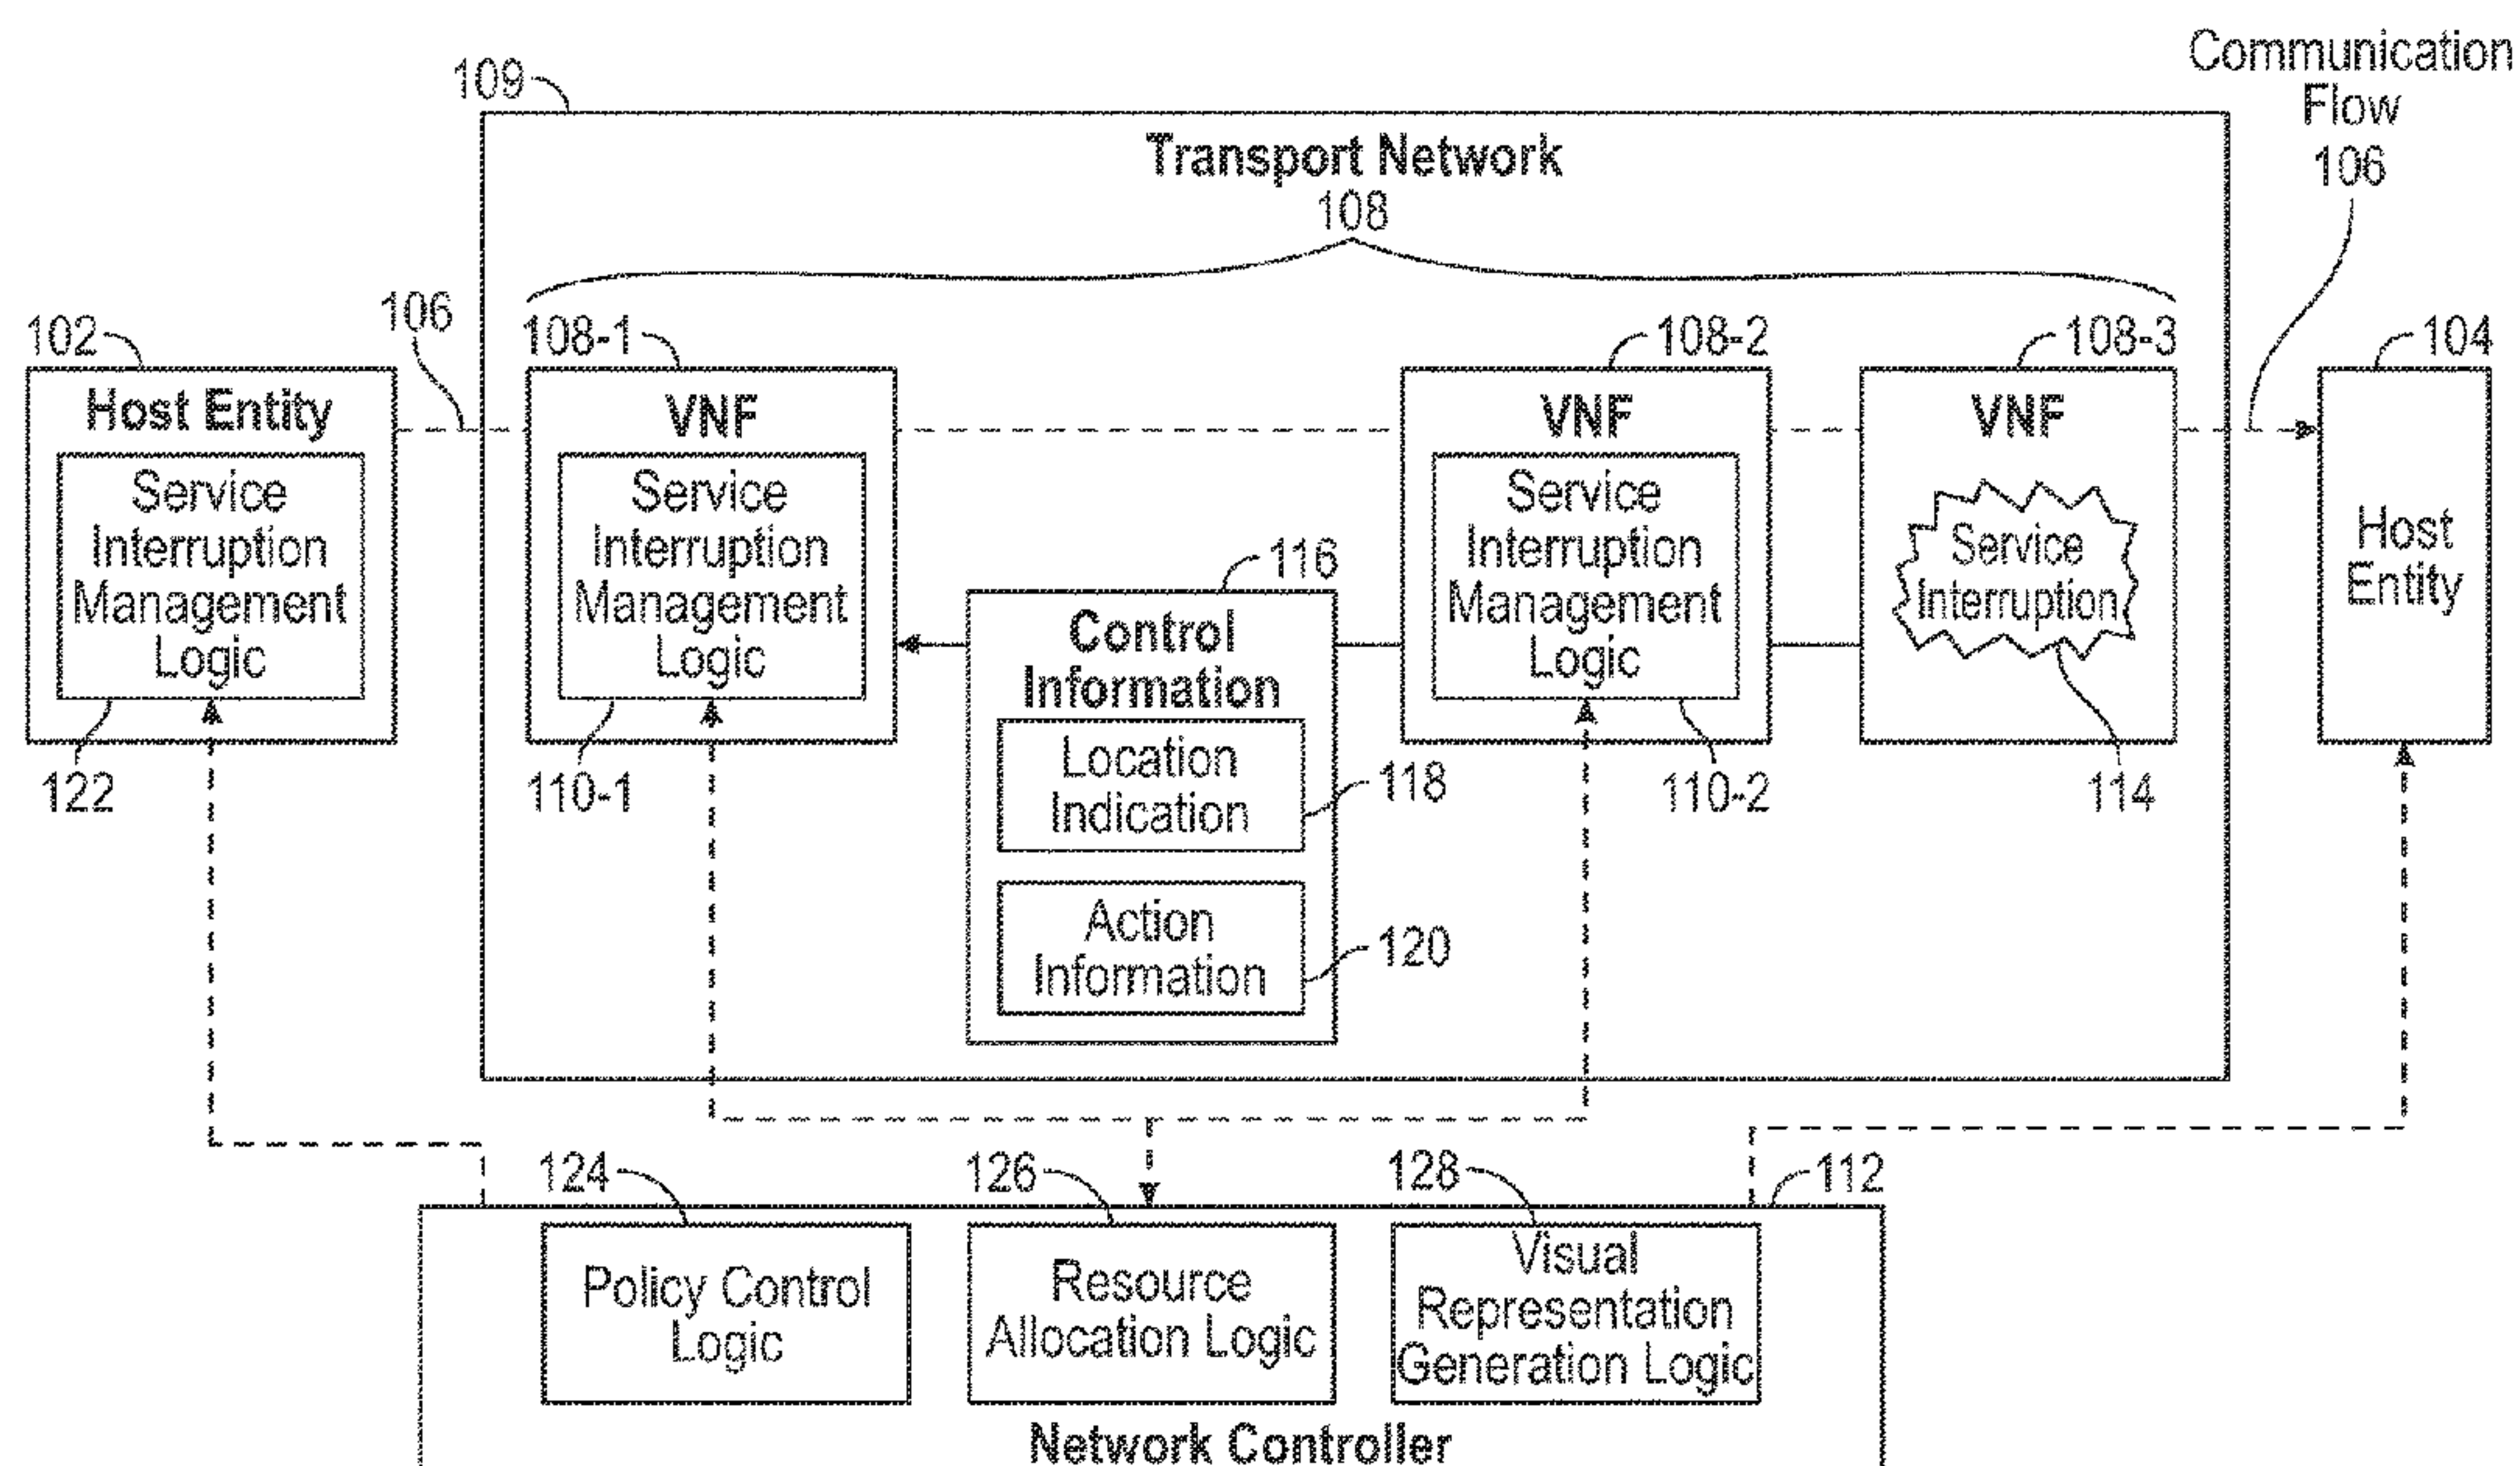 109
Communication
Flow
106
Transport Network
108
102
106
108-1
108-2
108-3
104
Host Entity
Service
Interruption
Management
Logic
122
VNF
Service
Interruption
Management
Logic
110-1
116
Control
Information
Location
Indication
118
Action
Information
120
VNF
Service
Interruption
Management
Logic
110-2
VNF
Service
Interruption
114
Host
Entity
124
126
128
112
Policy Control
Logic
Resource
Allocation Logic
Visual
Representation
Generation Logic
Network Controller